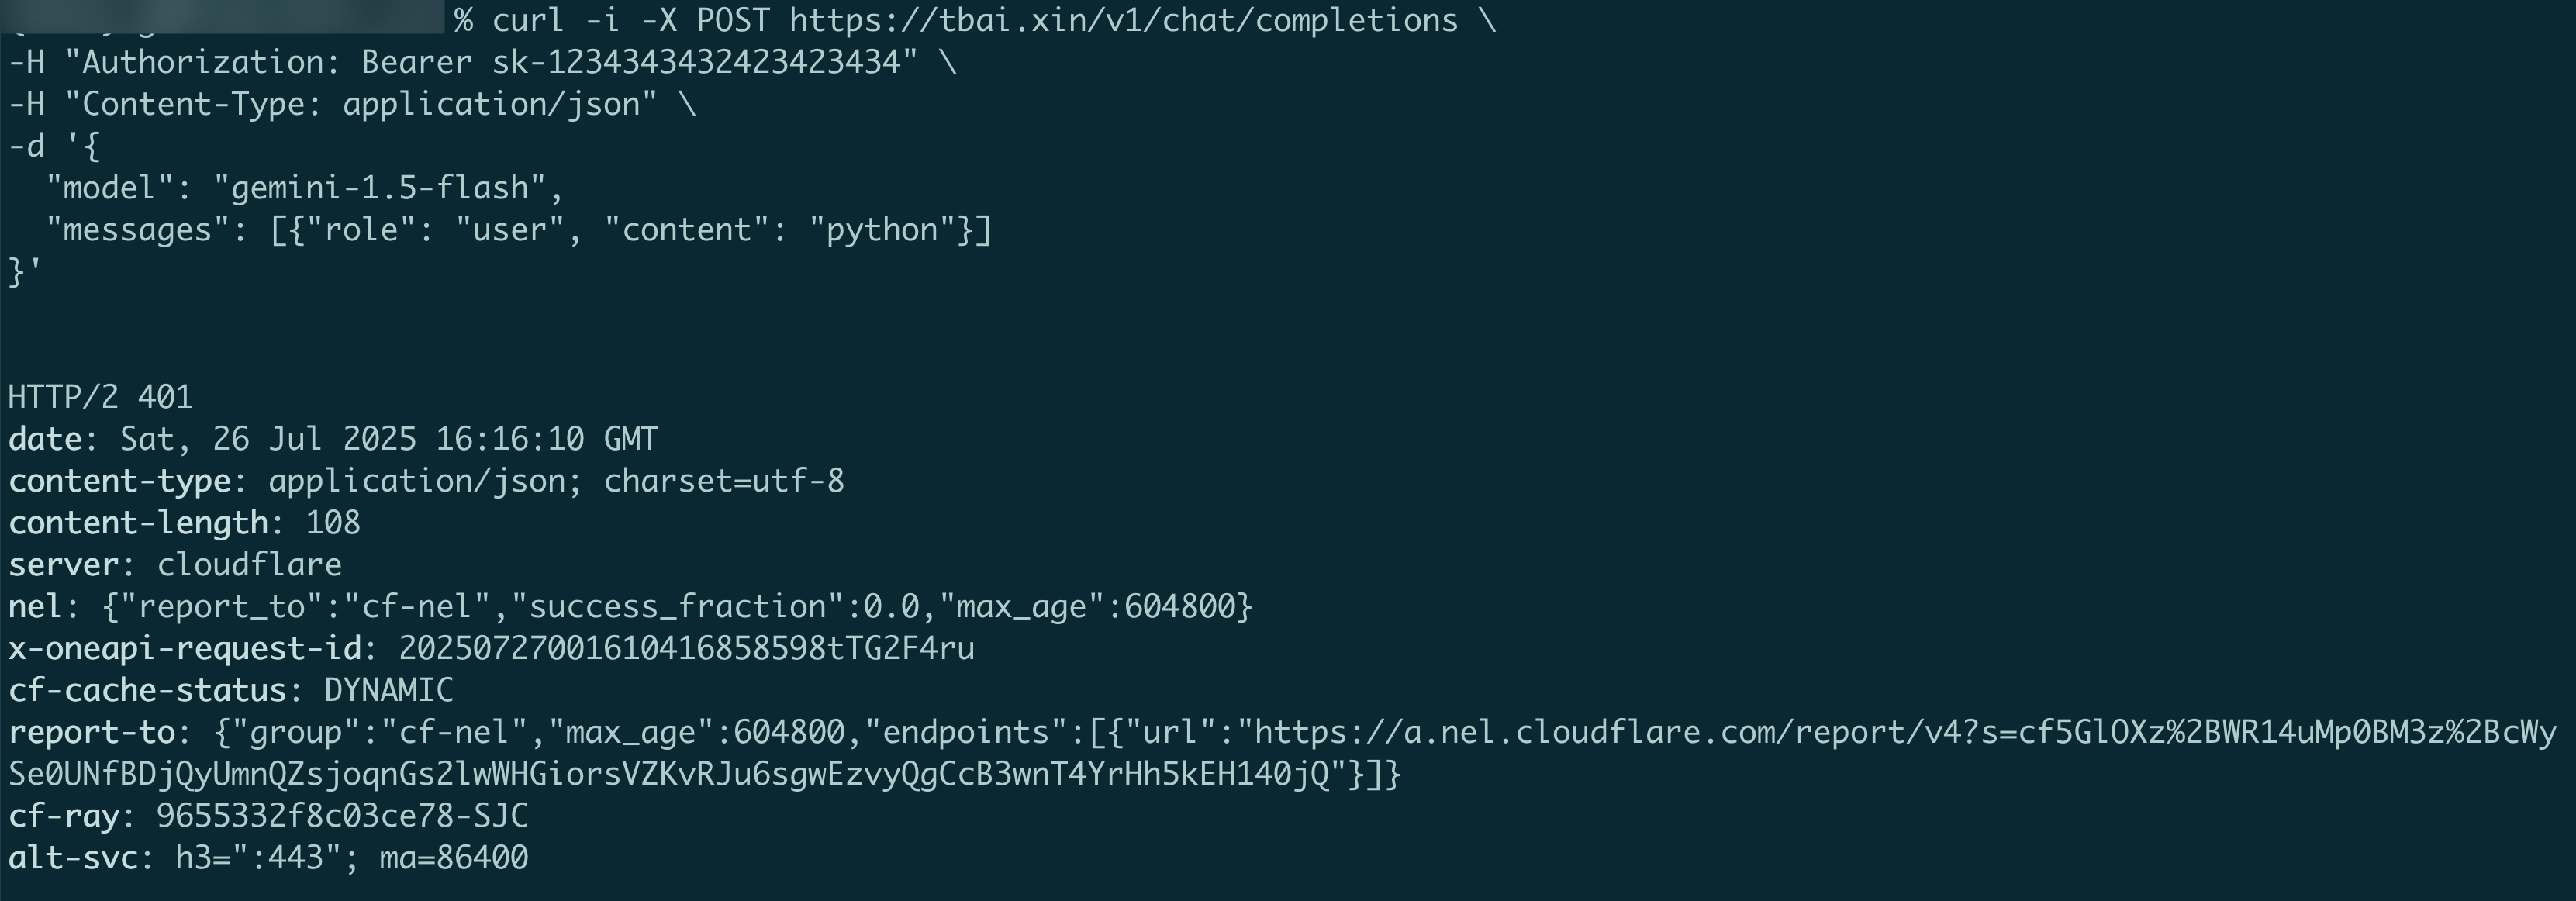 % curl -i -X POST https://tbai.xin/v1/chat/completions \
-H "Authorization: Bearer sk-1234343432423423434" \
-H "Content-Type: application/json" \
-d '{
  "model": "gemini-1.5-flash",
  "messages": [{"role": "user", "content": "python"}]
}'
HTTP/2 401
date: Sat, 26 Jul 2025 16:16:10 GMT
content-type: application/json; charset=utf-8
content-length: 108
server: cloudflare
nel: {"report_to":"cf-nel","success_fraction":0.0,"max_age":604800}
x-oneapi-request-id: 20250727001610416858598tTG2F4ru
cf-cache-status: DYNAMIC
report-to: {"group":"cf-nel","max_age":604800,"endpoints":[{"url":"https://a.nel.cloudflare.com/report/v4?s=cf5GlOXz%2BWR14uMp0BM3z%2BcWy
Se0UNfBDjQyUmnQZsjoqnGs2lwWHGiorsVZKvRJu6sgwEzvyQgCcB3wnT4YrHh5kEH140jQ"}]}
cf-ray: 9655332f8c03ce78-SJC
alt-svc: h3=":443"; ma=86400